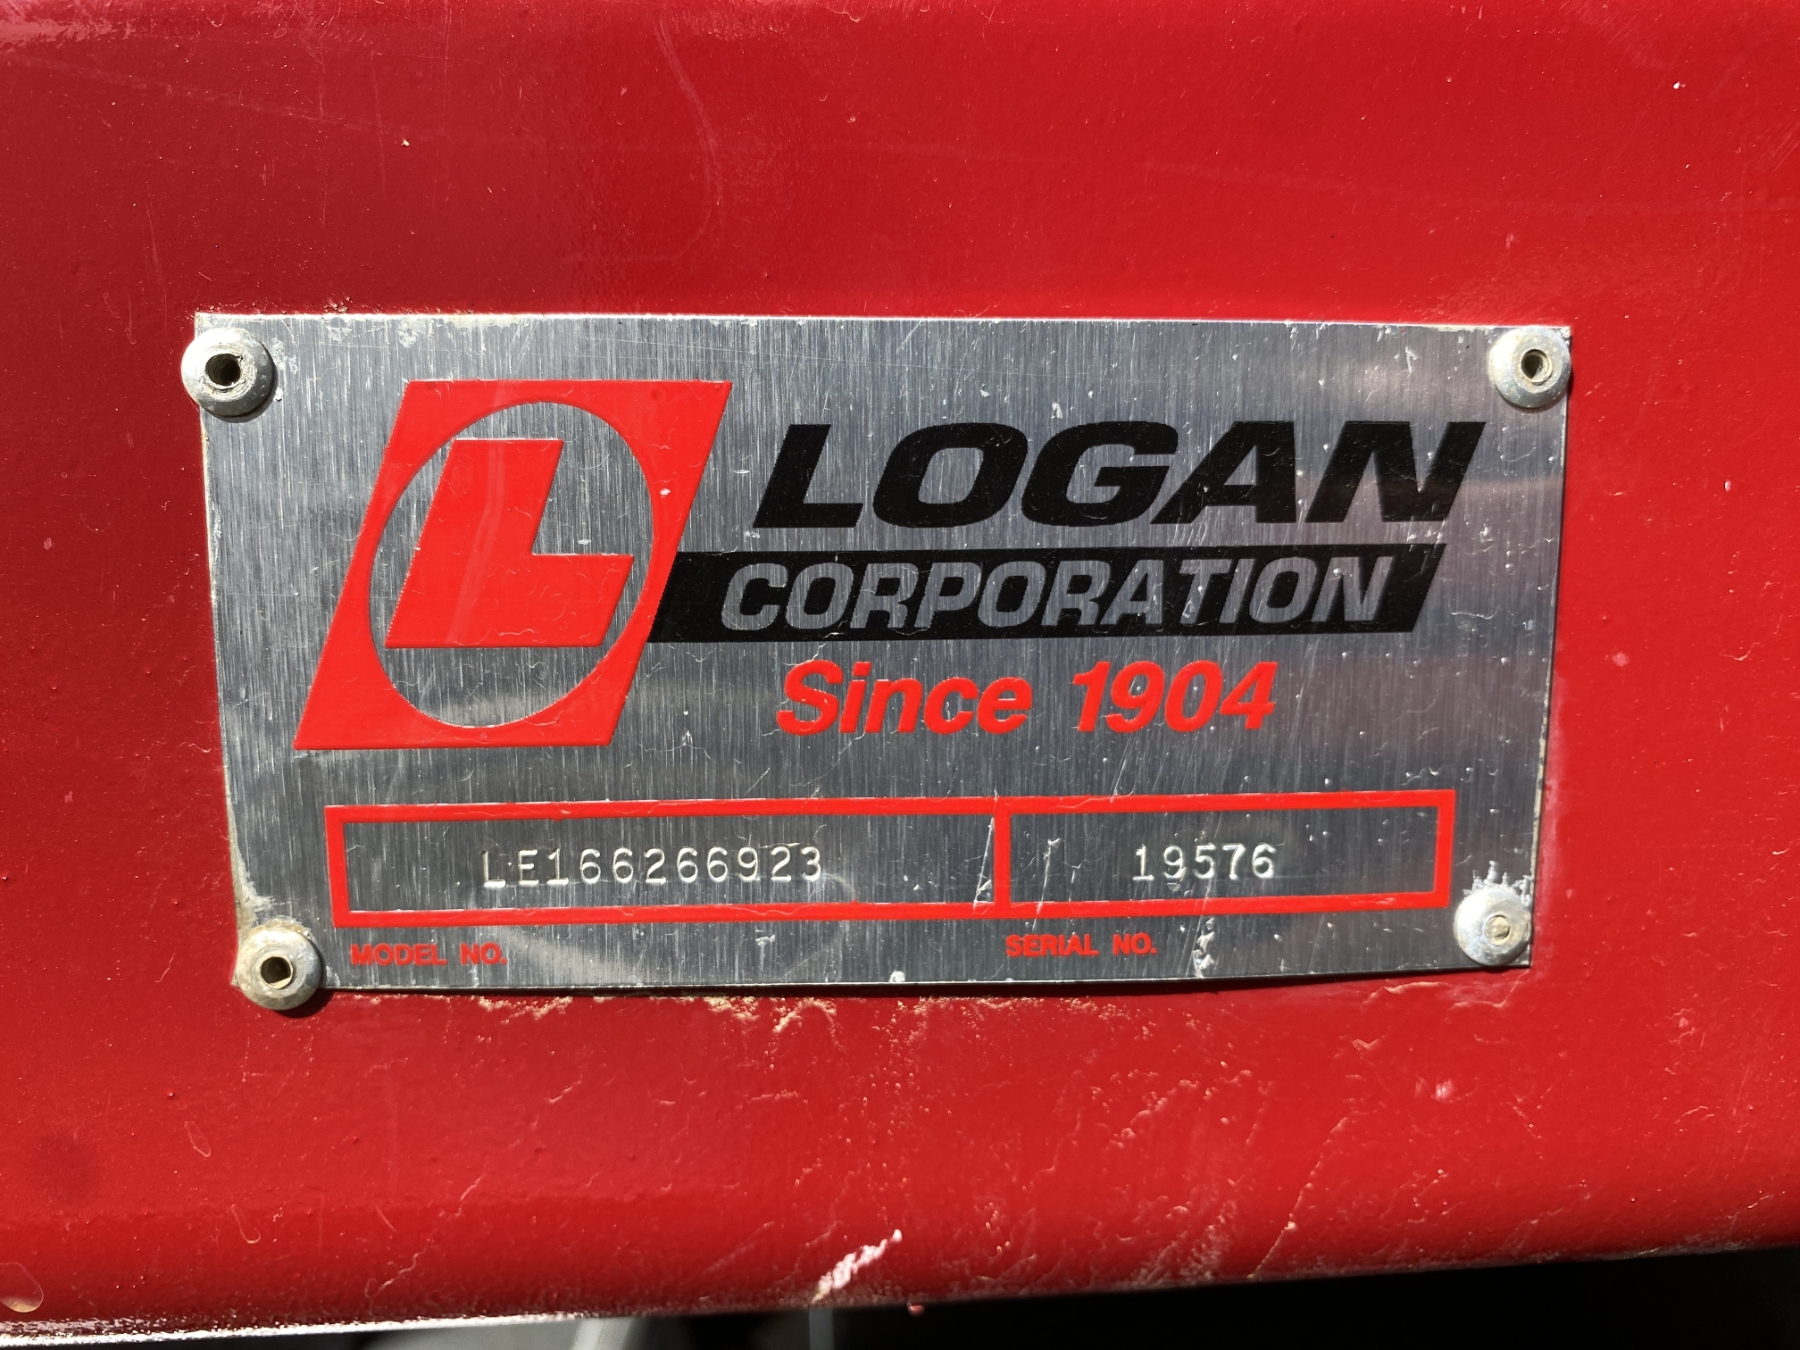 L
LOGAN
CORPORATION
Since 1904
LE166266923 19576
MODEL NO. SERIAL NO.